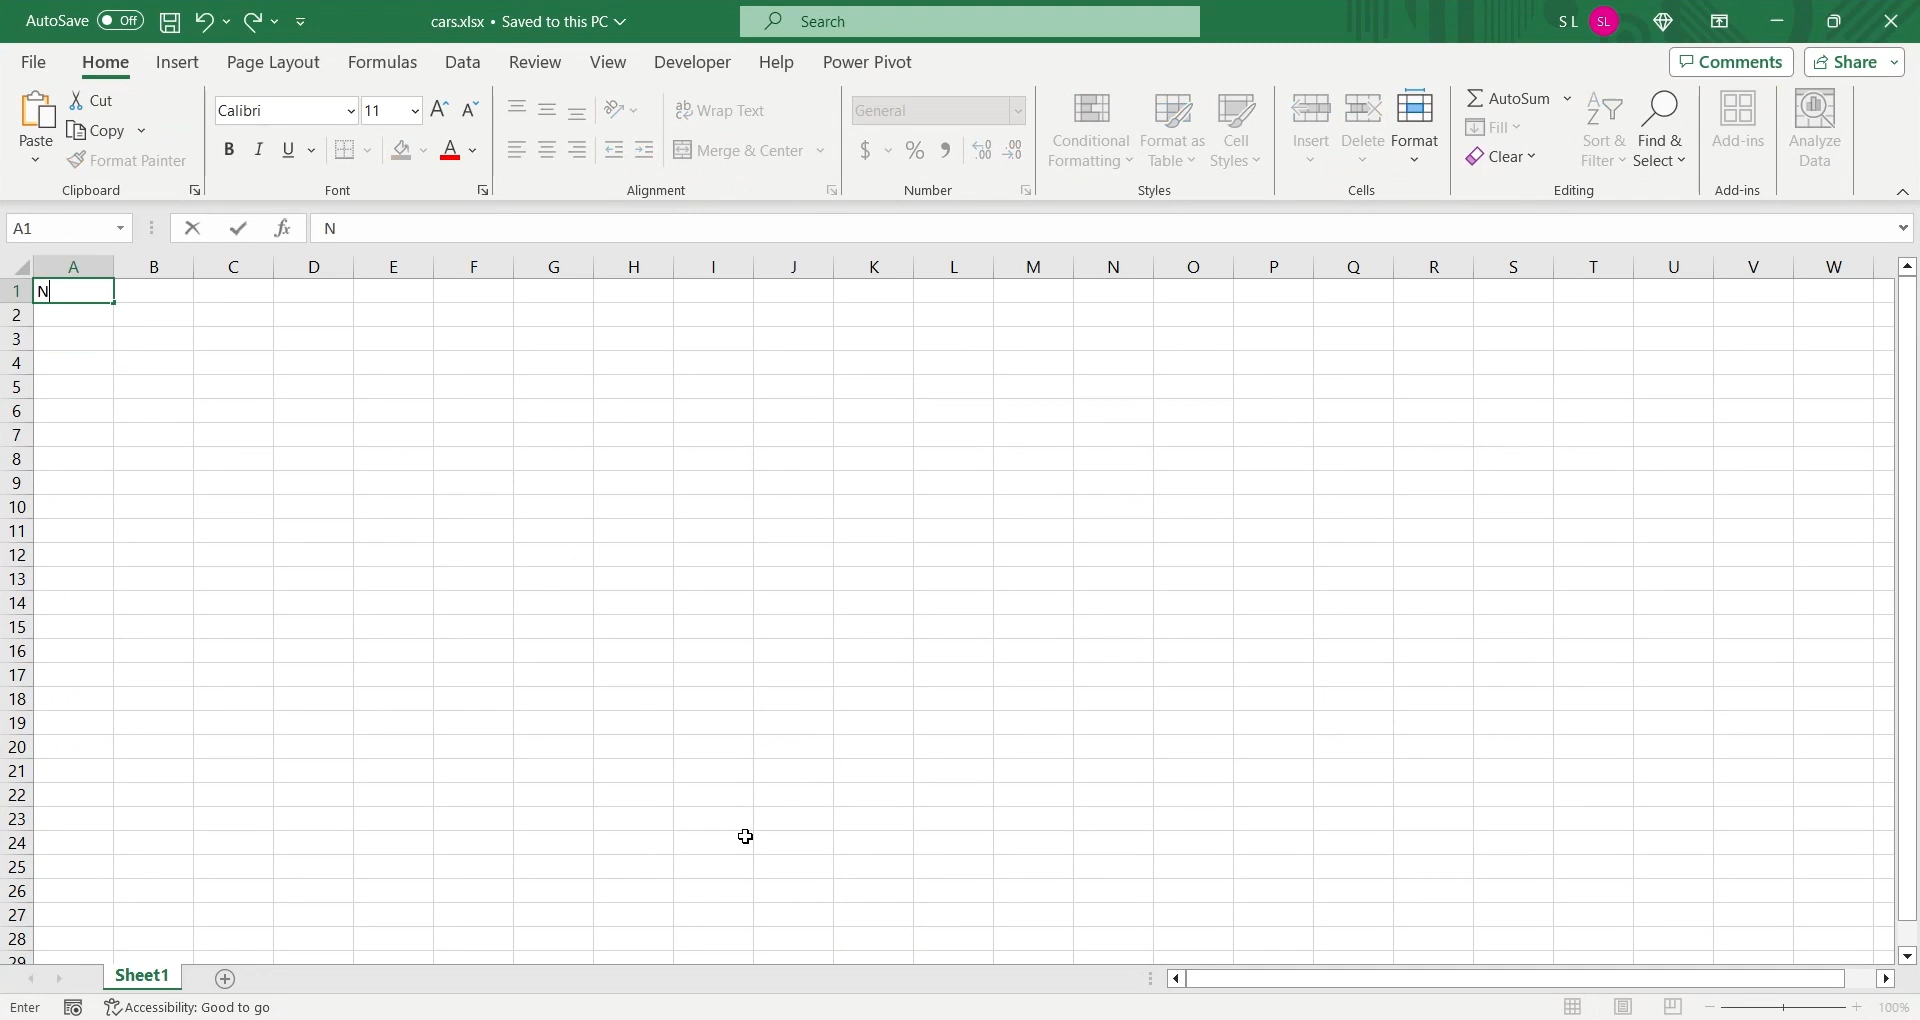 AutoSave Off cars.xlsx • Saved to this PC Search S L SL
File Home Insert Page Layout Formulas Data Review View Developer Help Power Pivot Comments Share
Paste
Cut
Copy
Format Painter
Clipboard
Calibri 11
B I U A
Font
ab Wrap Text
Merge & Center
Alignment
General
$ % 9 .00
Number
Conditional Formatting
Format as Table
Cell Styles
Styles
Insert
Delete
Format
Cells
AutoSum
Fill
Clear
Sort & Filter
Find & Select
Editing
Add-ins
Add-ins
Analyze Data
A1 fx N
A B C D E F G H I J K L M N O P Q R S T U V W
1 N
2
3
4
5
6
7
8
9
10
11
12
13
14
15
16
17
18
19
20
21
22
23
24
25
26
27
28
29
Sheet1
Enter Accessibility: Good to go 100%